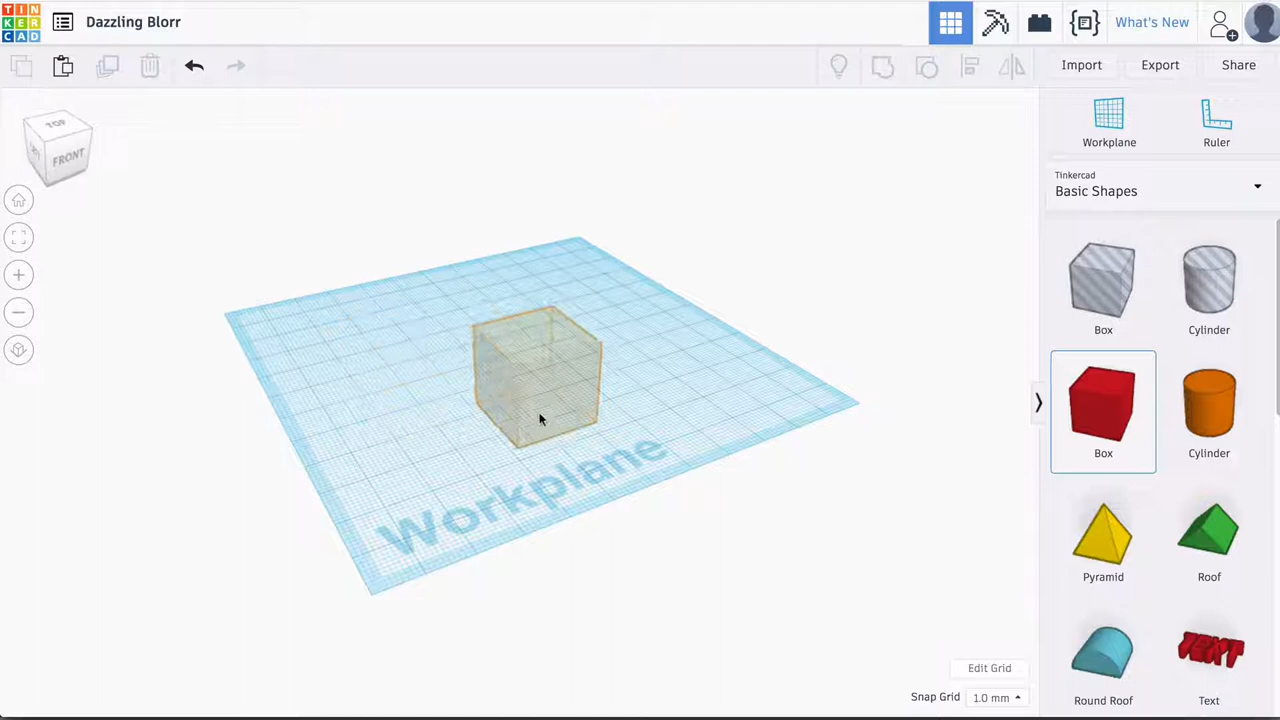 TIN
KER
CAD
Dazzling Blorr
What's New
Import
Export
Share
TOP
LEFT
FRONT
Workplane
Ruler
Tinkercad
Basic Shapes
Box
Cylinder
Box
Cylinder
Pyramid
Roof
Round Roof
TEXT
Text
Workplane
Edit Grid
Snap Grid
1.0 mm